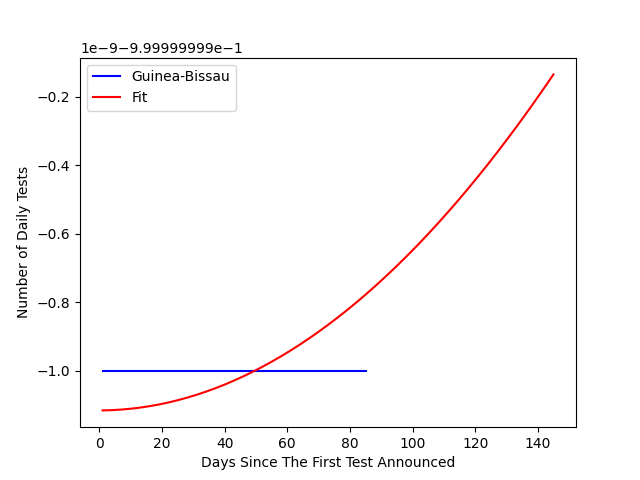 1e−9−9.99999999e−1
Guinea-Bissau
Fit
−0.2
−0.4
−0.6
−0.8
−1.0
Number of Daily Tests
0 20 40 60 80 100 120 140
Days Since The First Test Announced